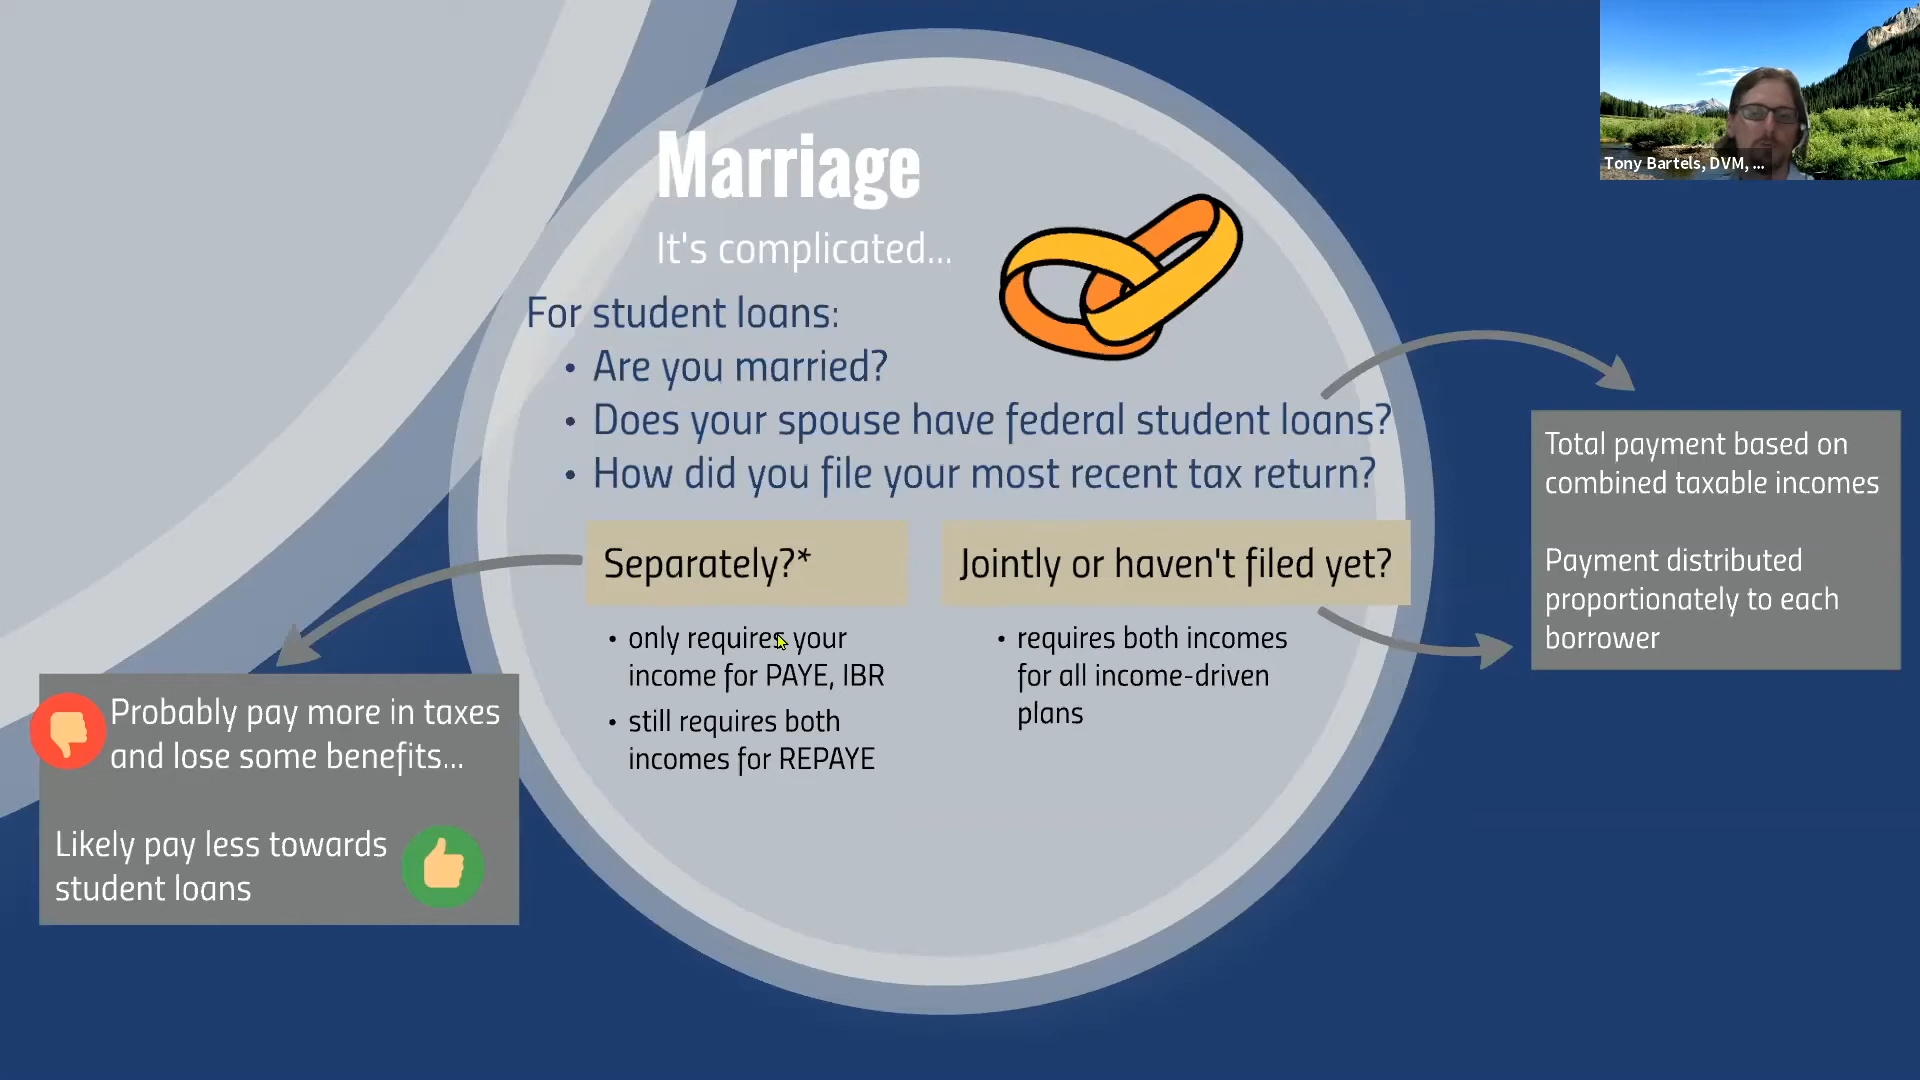 Marriage
It's complicated...
For student loans:
• Are you married?
• Does your spouse have federal student loans?
• How did you file your most recent tax return?
Separately?*
• only requires your
income for PAYE, IBR
• still requires both
incomes for REPAYE
Jointly or haven't filed yet?
• requires both incomes
for all income-driven
plans
Probably pay more in taxes
and lose some benefits...
Likely pay less towards
student loans
Total payment based on
combined taxable incomes
Payment distributed
proportionately to each
borrower
Tony Bartels, DVM, ...